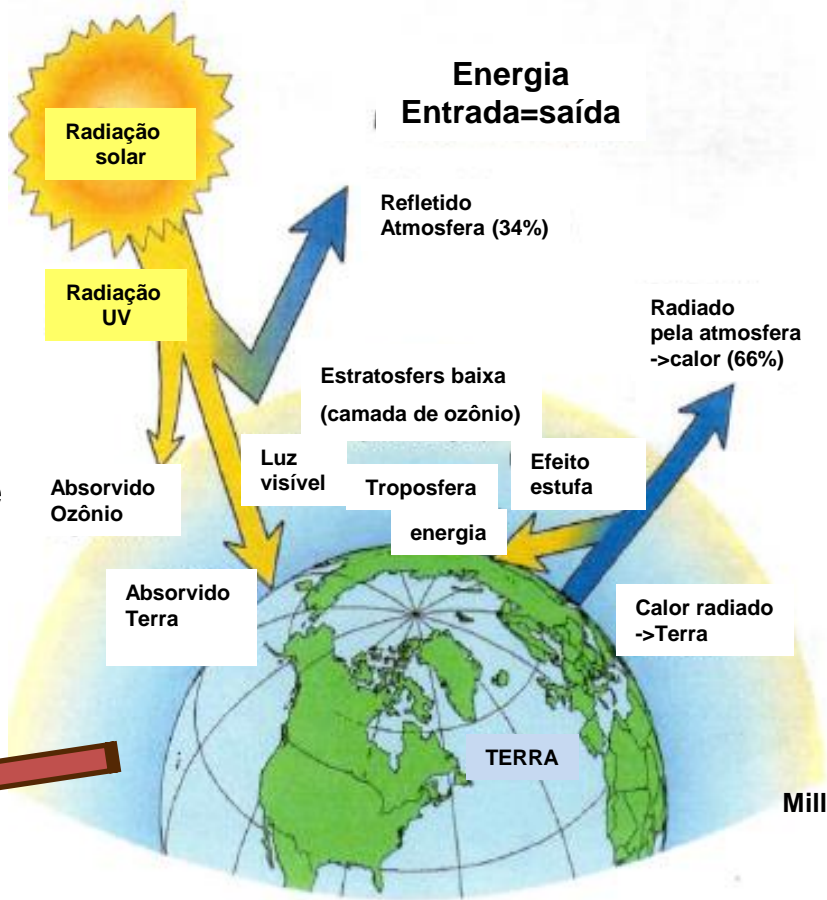 Energia
Entrada=saída
Radiação
solar
Refletido
Atmosfera (34%)
Radiação
UV
Radiado
pela atmosfera
->calor (66%)
Estratosfers baixa
(camada de ozônio)
Luz
visível
Troposfera
Efeito
estufa
e
Absorvido
Ozônio
energia
Absorvido
Terra
Calor radiado
->Terra
TERRA
Mill